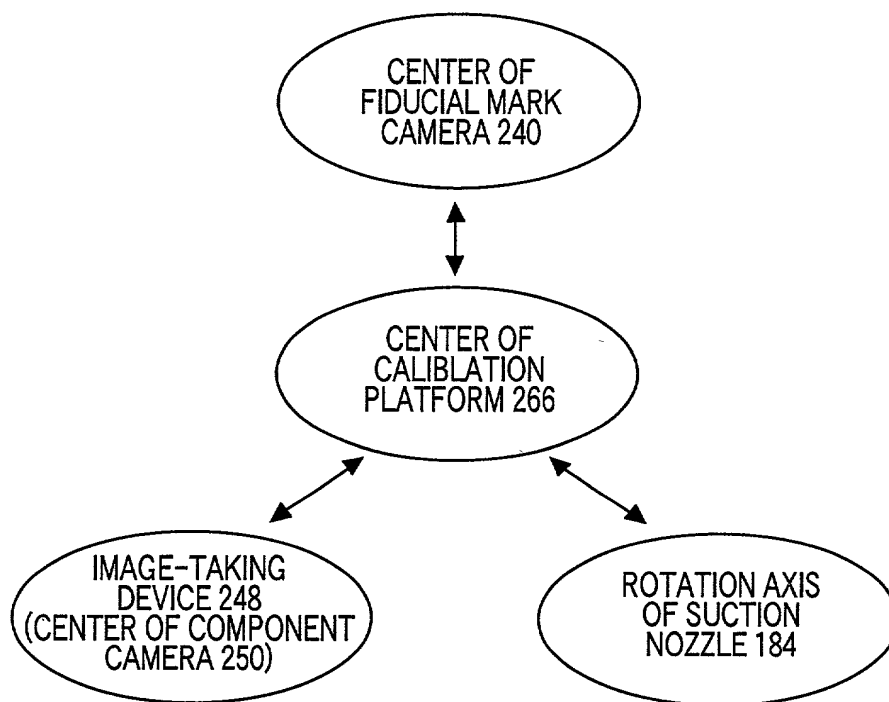 CENTER OF
FIDUCIAL MARK
CAMERA 240
CENTER OF
CALIBLATION
PLATFORM 266
IMAGE-TAKING
DEVICE 248
(CENTER OF COMPONENT
CAMERA 250)
ROTATION AXIS
OF SUCTION
NOZZLE 184